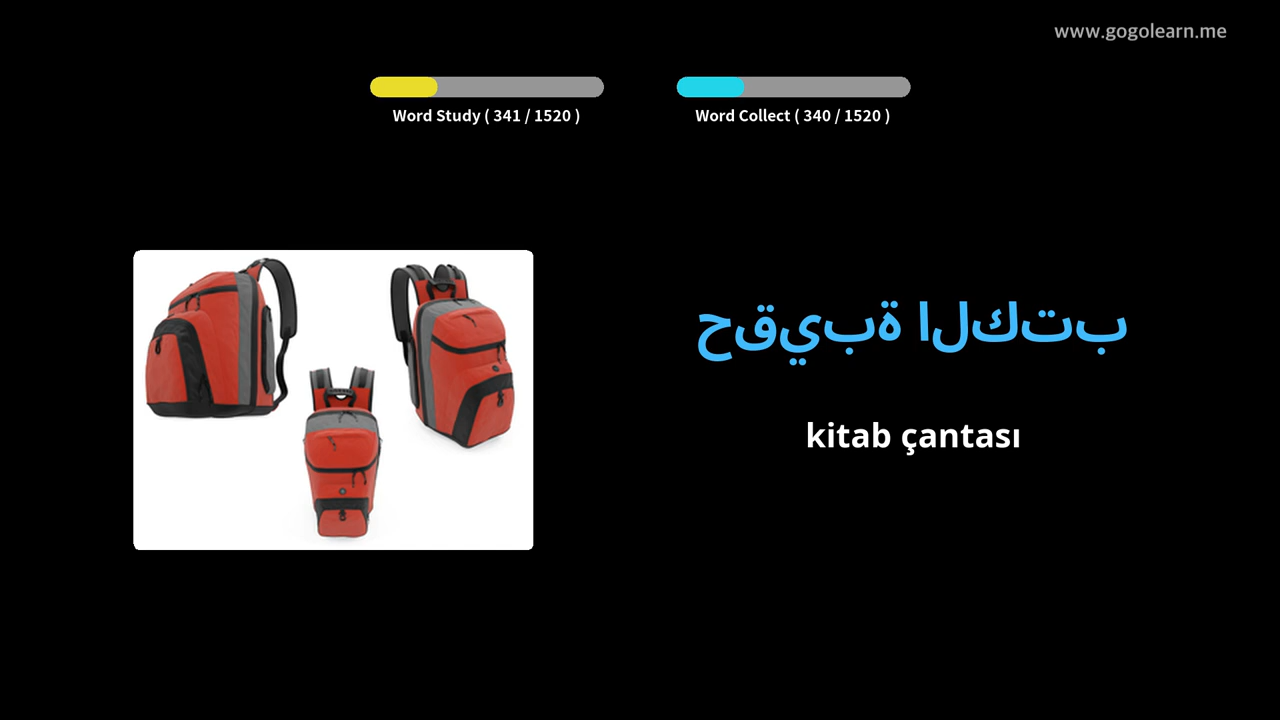 www.gogolearn.me
Word Study ( 341 / 1520 )
Word Collect ( 340 / 1520 )
حقيبة الكتب
kitab çantası